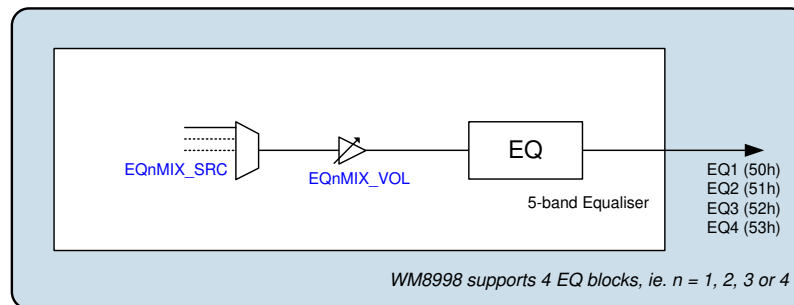 EQnMIX_SRC
EQnMIX_VOL
EQ
5-band Equaliser
EQ1 (50h)
EQ2 (51h)
EQ3 (52h)
EQ4 (53h)
WM8998 supports 4 EQ blocks, ie. n = 1, 2, 3 or 4